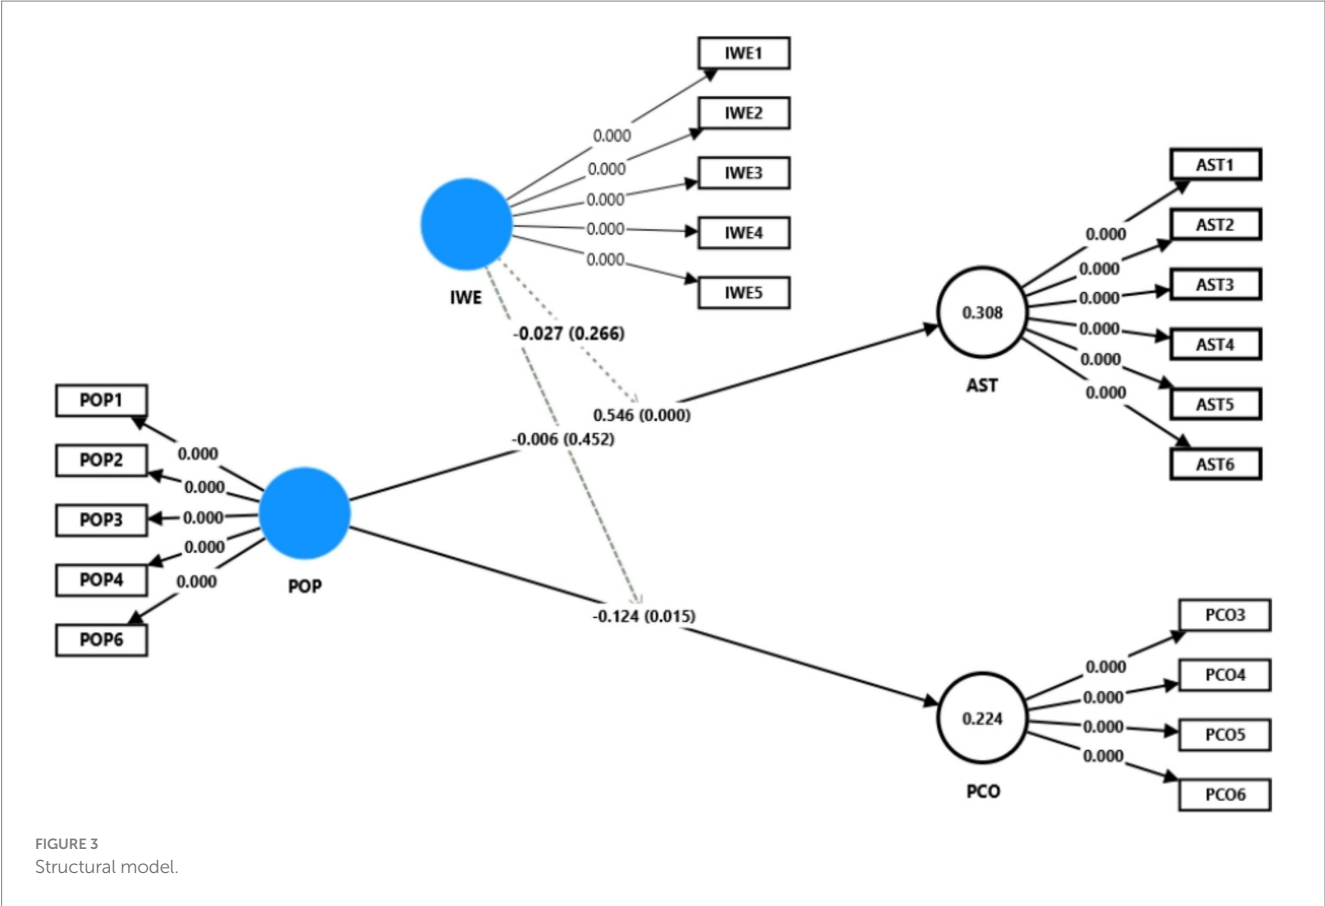 IWE1
0.000
IWE2
0.000
IWE3
0.000
IWE4
0.000
IWE5
0.000
IWE
-0.027 (0.266)
0.546 (0.000)
-0.006 (0.452)
-0.124 (0.015)
AST1
0.000
AST2
0.000
AST3
0.000
AST4
0.000
AST5
0.000
AST6
0.000
0.308
AST
POP1
0.000
POP2
0.000
POP3
0.000
POP4
0.000
POP6
0.000
POP
PCO3
0.000
PCO4
0.000
PCO5
0.000
PCO6
0.000
0.224
PCO
FIGURE 3
Structural model.